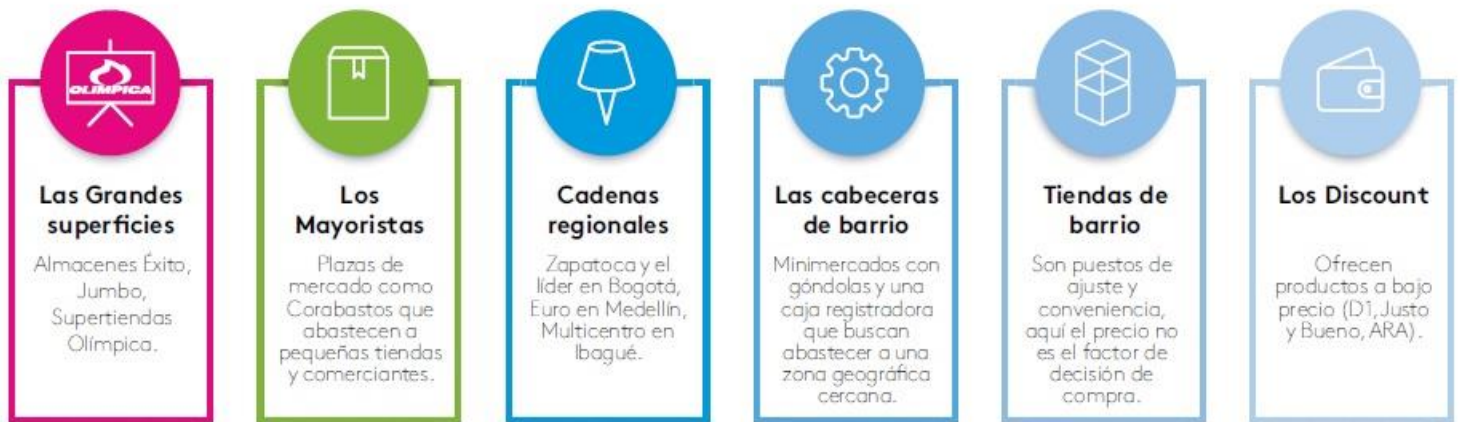 OLIMPICA
Las Grandes
superficies
Almacenes Éxito,
Jumbo,
Supertiendas
Olímpica.
Los
Mayoristas
Plazas de
mercado como
Corabastos que
abastecen a
pequeñas tiendas
y comerciantes.
Cadenas
regionales
Zapatoca y el
líder en Bogotá,
Euro en Medellín,
Multicentro en
Ibagué.
Las cabeceras
de barrio
Minimercados con
góndolas y una
caja registradora
que buscan
abastecer a una
zona geográfica
cercana.
Tiendas de
barrio
Son puestos de
ajuste y
conveniencia,
aquí el precio no
es el factor de
decisión de
compra.
Los Discount
Ofrecen
productos a bajo
precio (D1, Justo
y Bueno, ARA).